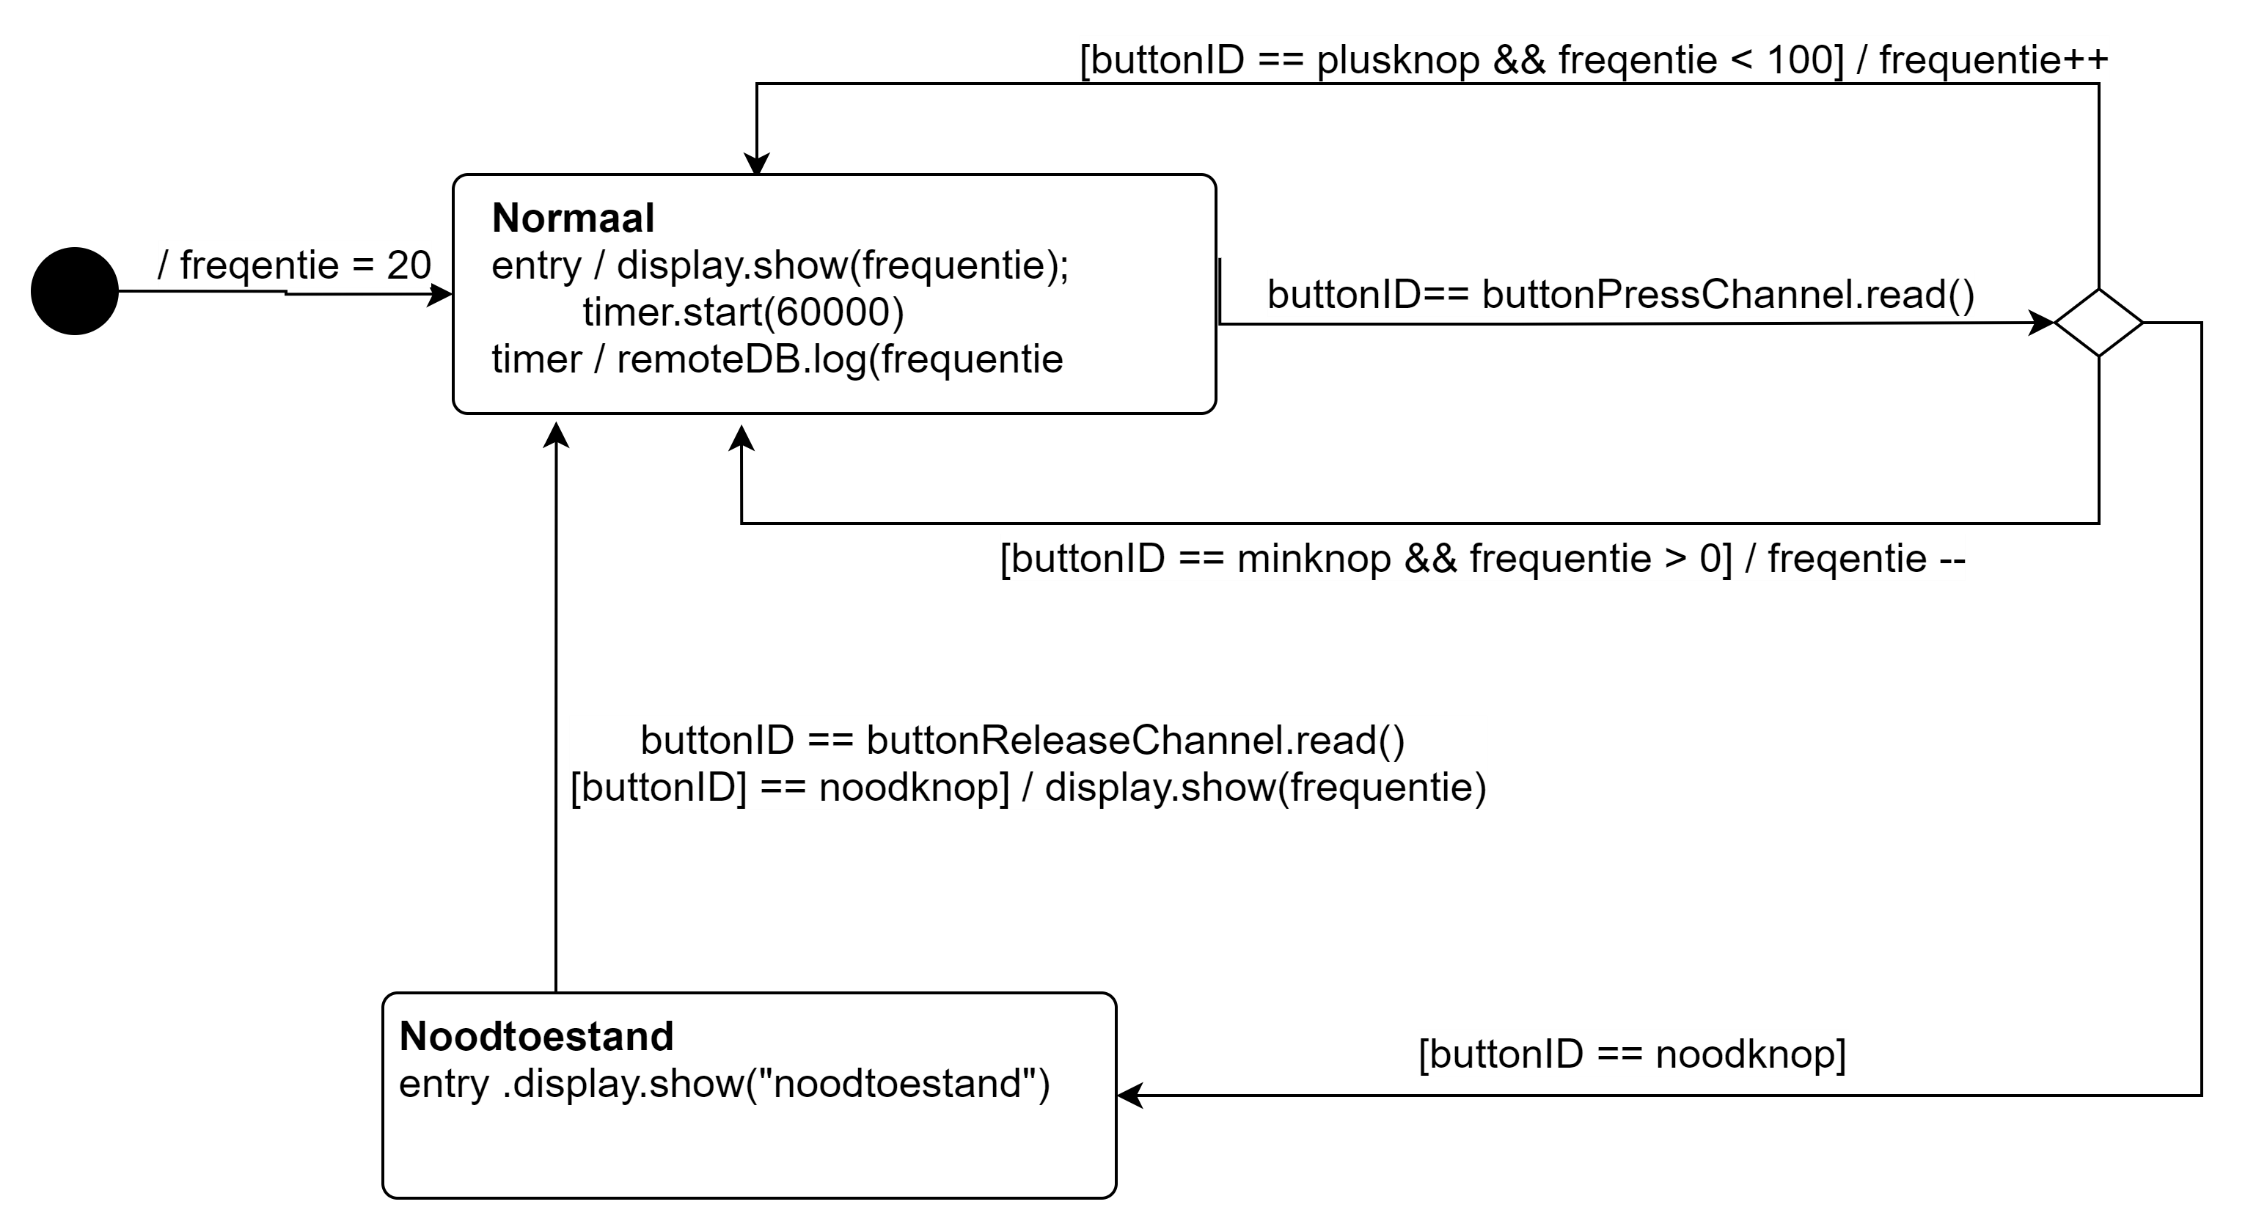 [buttonID == plusknop && freqentie < 100] / frequentie++
Normaal
/ freqentie = 20
entry / display.show(frequentie);
timer.start(60000)
timer / remoteDB.log(frequentie
buttonID== buttonPressChannel.read()
[buttonID == minknop && frequentie > 0] / freqentie --
buttonID == buttonReleaseChannel.read()
[buttonID] == noodknop] / display.show(frequentie)
Noodtoestand
entry .display.show("noodtoestand")
[buttonID == noodknop]